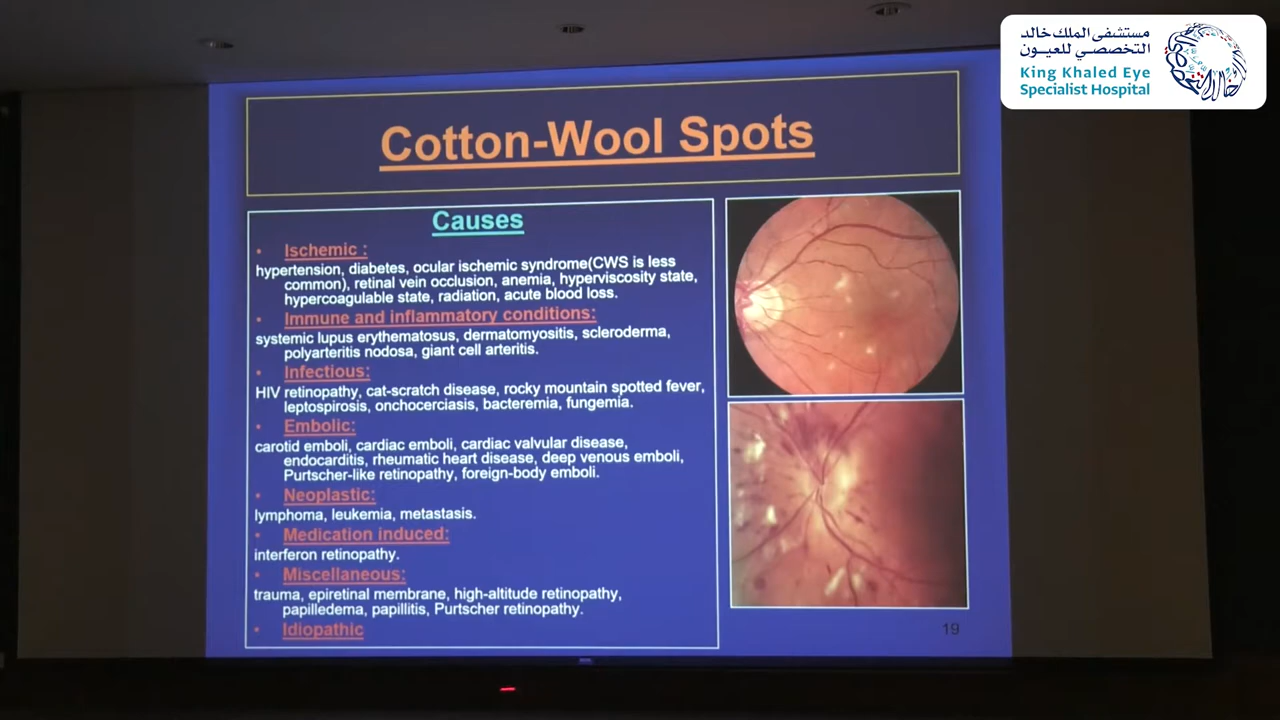 مستشفى الملك خالد
التخصصي للعيون
King Khaled Eye
Specialist Hospital
Cotton-Wool Spots
Causes
• Ischemic :
hypertension, diabetes, ocular ischemic syndrome(CWS is less
common), retinal vein occlusion, anemia, hyperviscosity state,
hypercoagulable state, radiation, acute blood loss.
• Immune and inflammatory conditions:
systemic lupus erythematosus, dermatomyositis, scleroderma,
polyarteritis nodosa, giant cell arteritis.
• Infectious:
HIV retinopathy, cat-scratch disease, rocky mountain spotted fever,
leptospirosis, onchocerciasis, bacteremia, fungemia.
• Embolic:
carotid emboli, cardiac emboli, cardiac valvular disease,
endocarditis, rheumatic heart disease, deep venous emboli,
Purtscher-like retinopathy, foreign-body emboli.
• Neoplastic:
lymphoma, leukemia, metastasis.
• Medication induced:
interferon retinopathy.
• Miscellaneous:
trauma, epiretinal membrane, high-altitude retinopathy,
papilledema, papillitis, Purtscher retinopathy.
• Idiopathic
19